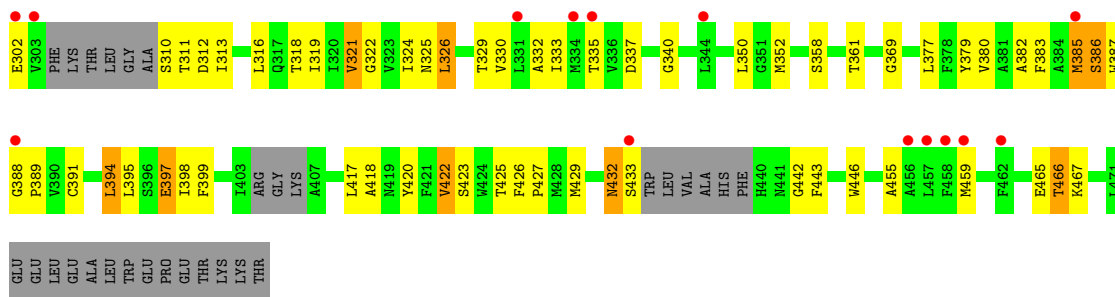 E302 V303 PHE LYS THR LEU GLY ALA S310 T311 D312 I313 L316 Q317 T318 I319 I320 V321 G322 V323 I324 N325 L326 T329 V330 L331 A332 I333 M334 T335 V336 D337 G340 L344 L350 G351 M352 S358 T361 G369 L377 F378 Y379 V380 A381 A382 F383 A384 M385 S386 W387
G388 P389 V390 C391 L394 L395 S396 E397 I398 F399 I403 ARG GLY LYS A407 L417 A418 N419 Y420 F421 V422 S423 W424 T425 F426 P427 M428 M429 N432 S433 TRP LEU VAL ALA HIS PHE H440 N441 G442 F443 W446 A455 A456 L457 F458 M459 F462 E465 T466 K467
GLU GLU LEU GLU ALA LEU TRP GLU PRO GLU THR LYS LYS THR